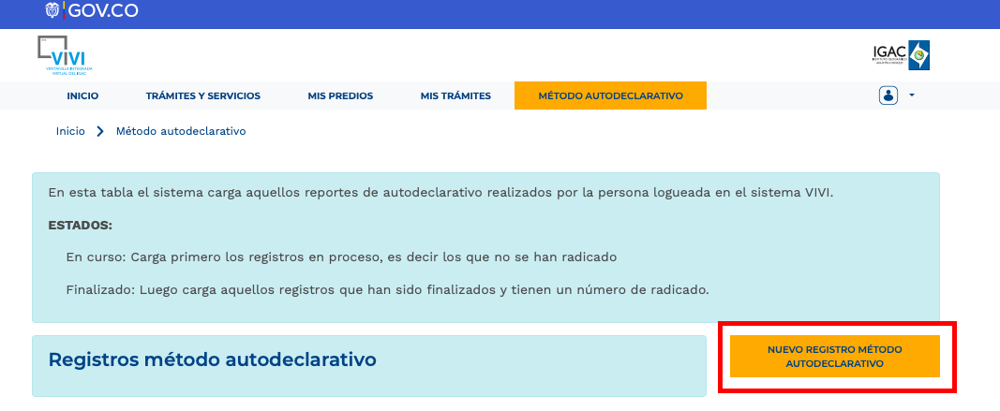 GOV.CO
VIVI
VENTANILLA INTEGRADA
VIRTUAL DEL IGAC
IGAC
INICIO
TRÁMITES Y SERVICIOS
MIS PREDIOS
MIS TRÁMITES
MÉTODO AUTODECLARATIVO
Inicio > Método autodeclarativo
En esta tabla el sistema carga aquellos reportes de autodeclarativo realizados por la persona logueada en el sistema VIVI.
ESTADOS:
En curso: Carga primero los registros en proceso, es decir los que no se han radicado
Finalizado: Luego carga aquellos registros que han sido finalizados y tienen un número de radicado.
Registros método autodeclarativo
NUEVO REGISTRO MÉTODO
AUTODECLARATIVO